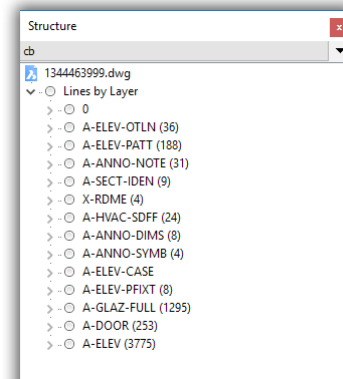 Structure
cb
1344463999.dwg
Lines by Layer
0
A-ELEV-OTLN (36)
A-ELEV-PATT (188)
A-ANNO-NOTE (31)
A-SECT-IDEN (9)
X-RDME (4)
A-HVAC-SDFF (24)
A-ANNO-DIMS (8)
A-ANNO-SYMB (4)
A-ELEV-CASE
A-ELEV-PFIXT (8)
A-GLAZ-FULL (1295)
A-DOOR (253)
A-ELEV (3775)